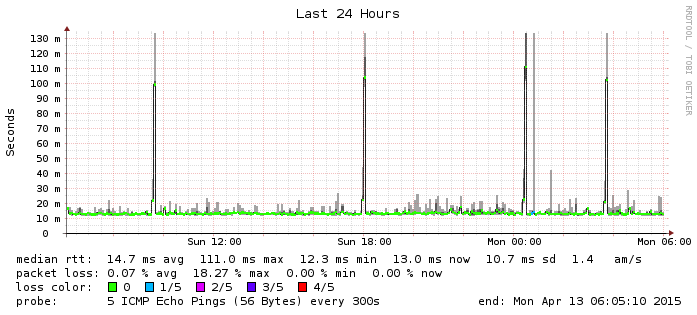 Last 24 Hours
RRDTOOL / TOBI OETIKER
Seconds
130 m
120 m
110 m
100 m
90 m
80 m
70 m
60 m
50 m
40 m
30 m
20 m
10 m
0
Sun 12:00 Sun 18:00 Mon 00:00 Mon 06:00
median rtt: 14.7 ms avg 111.0 ms max 12.3 ms min 13.0 ms now 10.7 ms sd 1.4 am/s
packet loss: 0.07 % avg 18.27 % max 0.00 % min 0.00 % now
loss color: 0 1/5 2/5 3/5 4/5
probe: 5 ICMP Echo Pings (56 Bytes) every 300s end: Mon Apr 13 06:05:10 2015